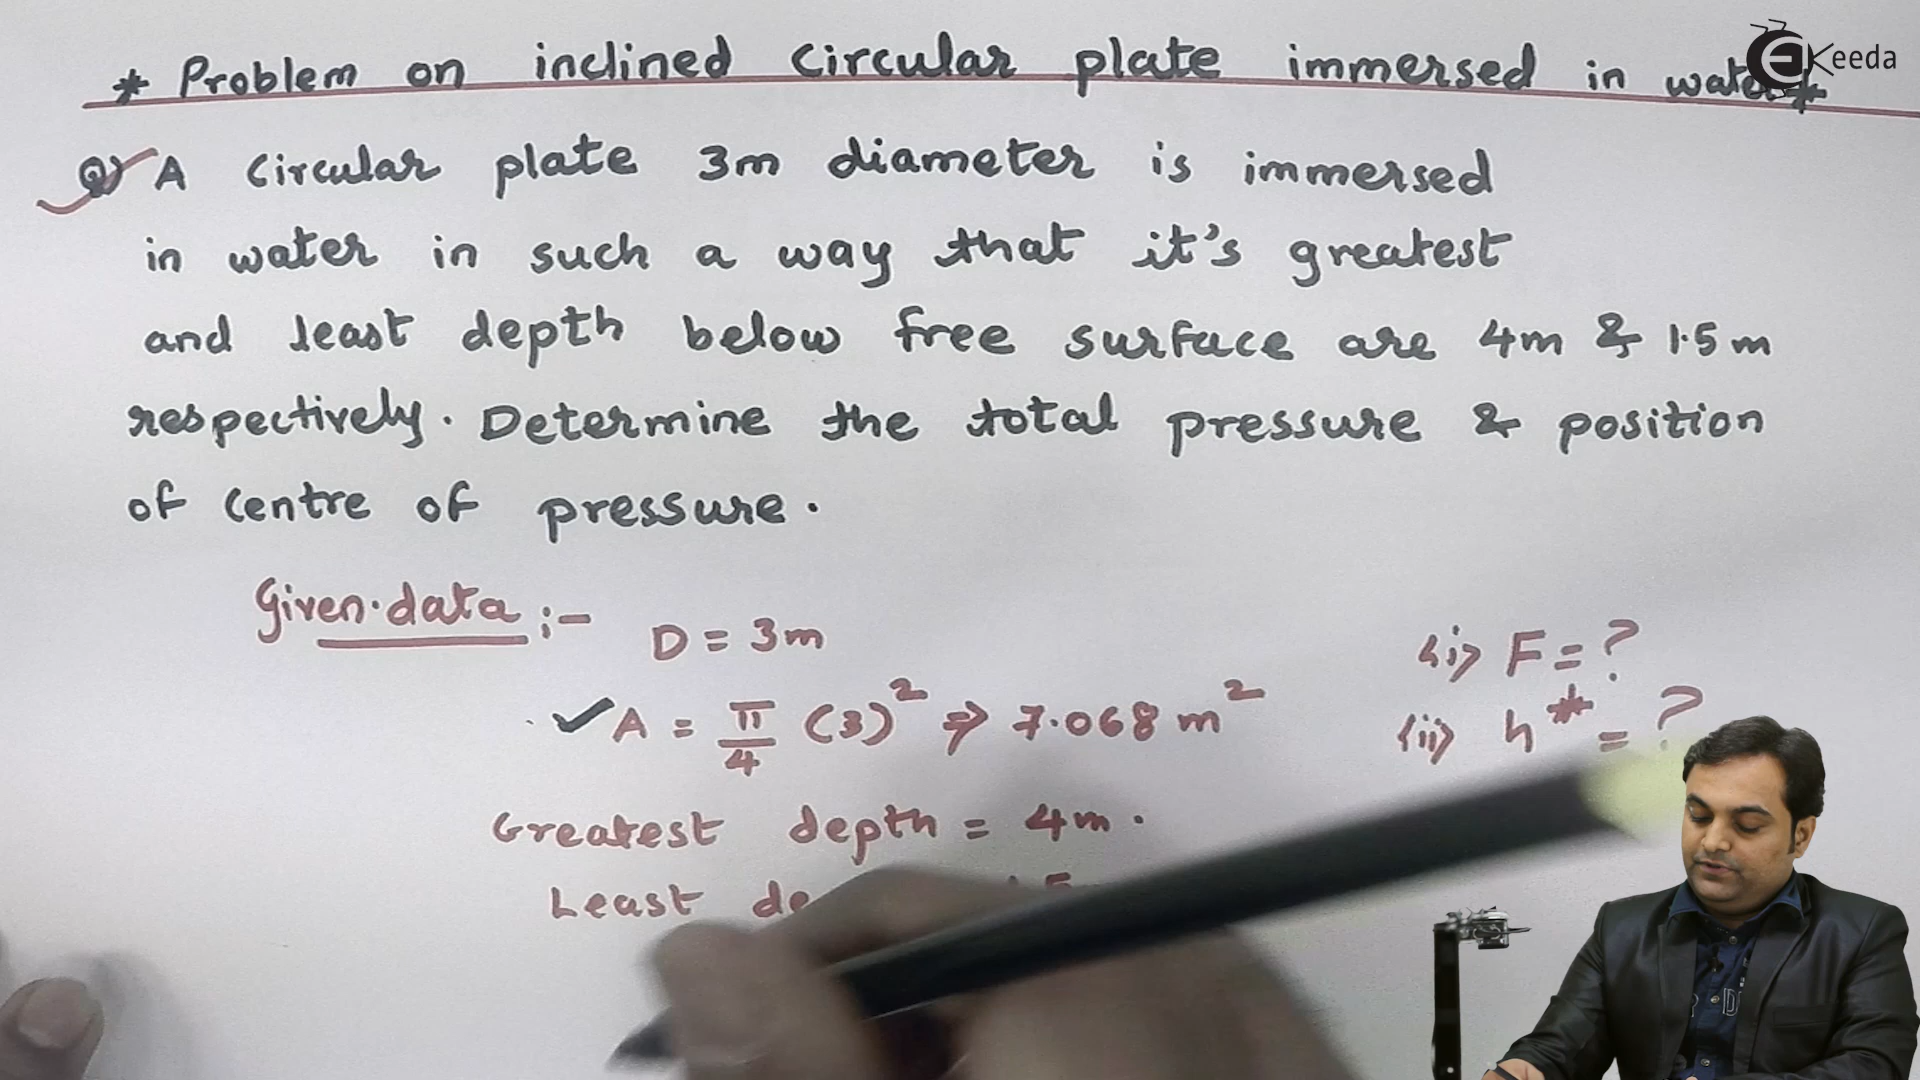 * Problem on inclined circular plate immersed in water *
Keeda
Q) A circular plate 3m diameter is immersed
in water in such a way that it's greatest
and least depth below free surface are 4m & 1.5m
respectively. Determine the total pressure & position
of centre of pressure.
Given data :-
D = 3m
(i) F = ?
✓ A = π/4 (3)² ⇒ 7.068 m²
(ii) h* = ?
Greatest depth = 4m.
Least